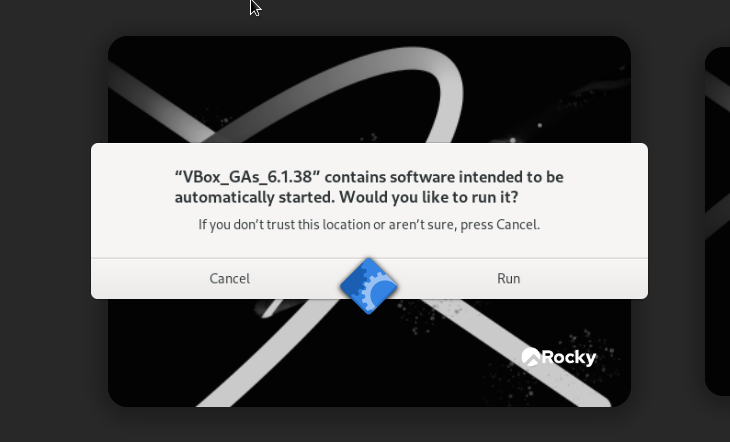 “VBox_GAs_6.1.38” contains software intended to be
automatically started. Would you like to run it?
If you don’t trust this location or aren’t sure, press Cancel.
Cancel
Run
Rocky